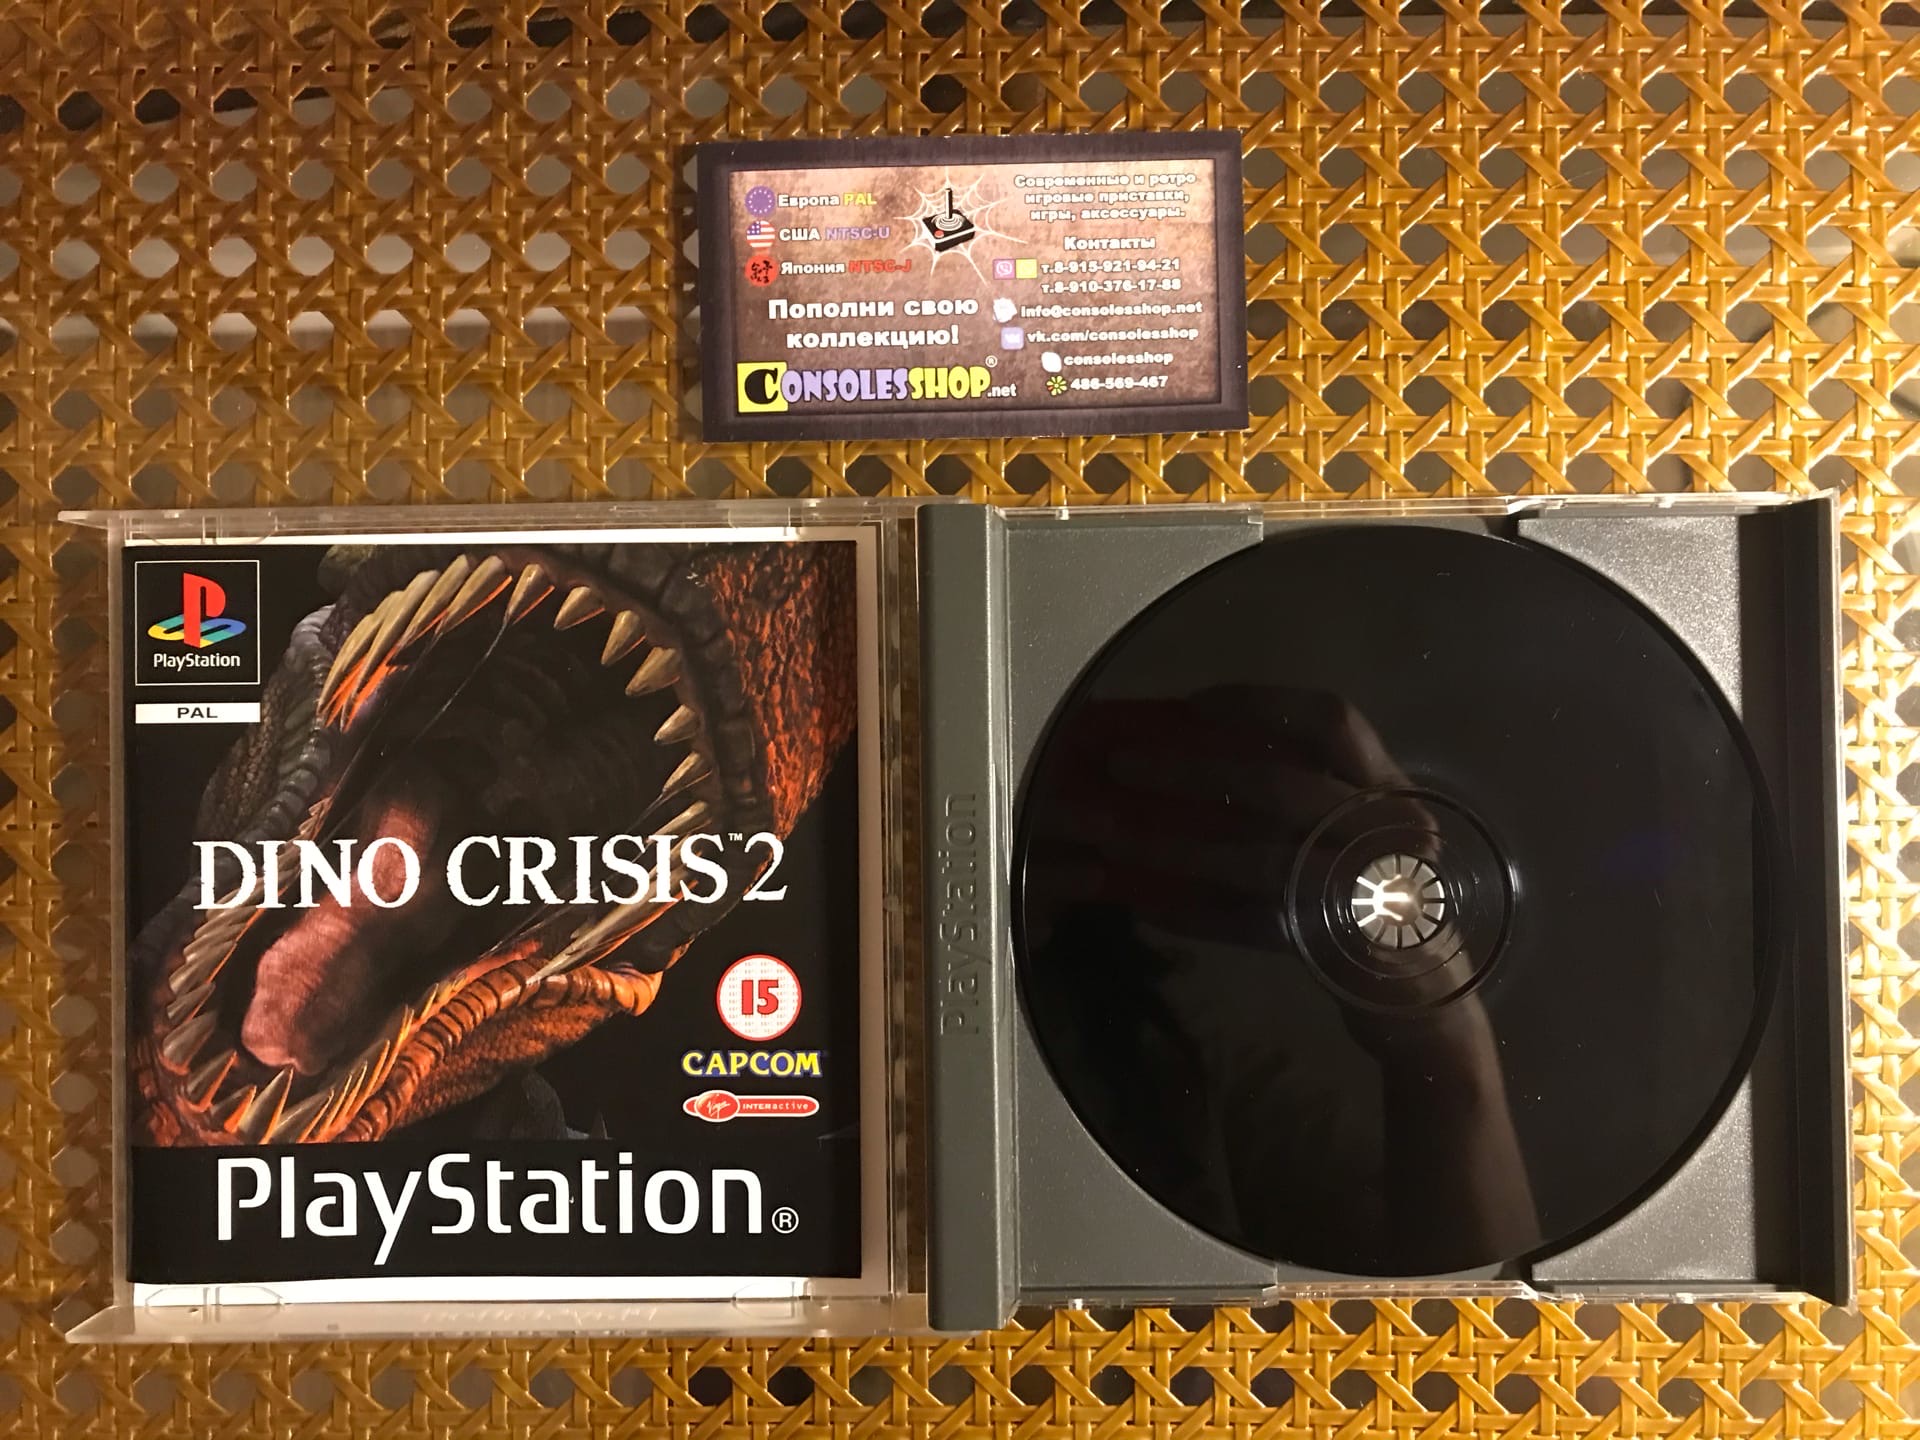 Европа PAL
США NTSC-U
Япония NTSC-J
Пополни свою
коллекцию!
CONSOLESSHOP.net
®
Современные и ретро
игровые приставки,
игры, аксессуары.
Контакты
т.8-915-921-94-21
т.8-910-376-17-88
info@consolesshop.net
vk.com/consolesshop
consolesshop
486-569-467
PlayStation
PAL
DINO CRISIS™2
15
CAPCOM
Virgin INTERactive
PlayStation®
PlayStation